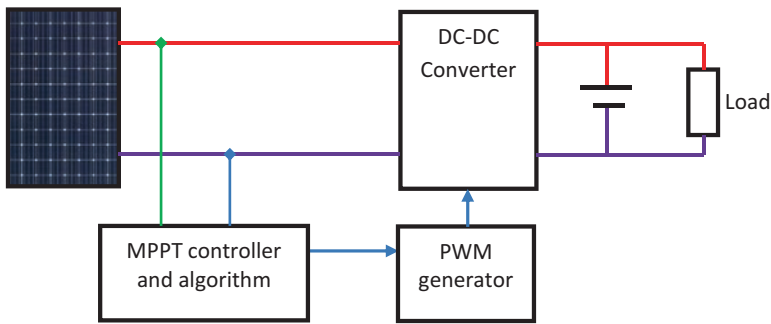 DC-DC
Converter
Load
MPPT controller
and algorithm
PWM
generator